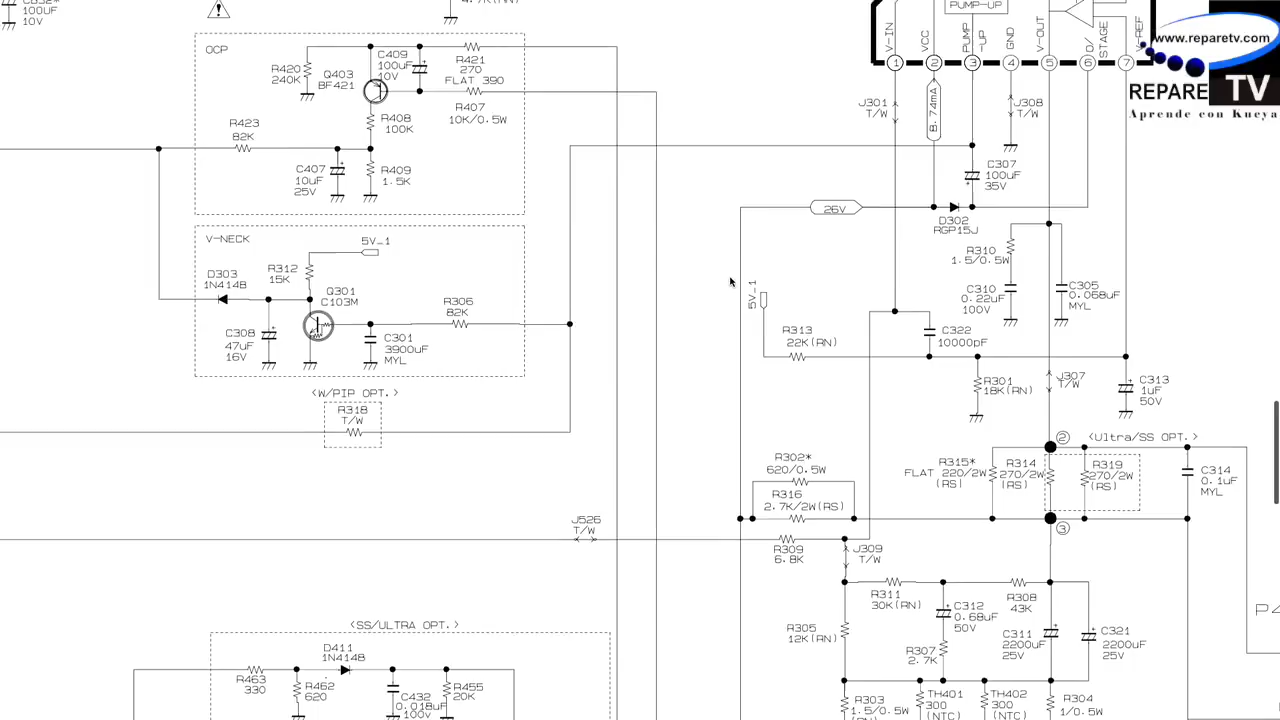 100UF
10V
4.7K(RN)
OCP
R420
240K
Q403
BF421
C409
100uF
10V
R421
270
FLAT 390
R407
10K/0.5W
R408
100K
R423
82K
C407
10uF
25V
R409
1.5K
V-NECK
5V_1
D303
1N4148
R312
15K
Q301
C103M
R306
82K
C308
47uF
16V
C301
3900uF
MYL
<W/PIP OPT.>
R318
T/W
J526
T/W
<SS/ULTRA OPT.>
D411
1N4148
R463
330
R462
620
C432
0.018uF
100v
R455
20K
PUMP-UP
V-IN
VCC
PUMP
-UP
GND
V-OUT
O/
STAGE
V-REF
1
2
3
4
5
6
7
www.reparetv.com
REPARE TV
Aprende con Kueya
J301
T/W
8.74mA
J308
T/W
C307
100uF
35V
26V
D302
RGP15J
R310
1.5/0.5W
C310
0.22uF
100V
C305
0.068uF
MYL
5V_1
R313
22K(RN)
C322
10000pF
R301
18K(RN)
J307
T/W
C313
1uF
50V
2
<Ultra/SS OPT.>
R302*
620/0.5W
R316
2.7K/2W(RS)
R315*
FLAT 220/2W
(RS)
R314
270/2W
(RS)
R319
270/2W
(RS)
C314
0.1uF
MYL
3
R309
6.8K
J309
T/W
R311
30K(RN)
R308
43K
R305
12K(RN)
C312
0.68uF
50V
R307
2.7K
C311
2200uF
25V
C321
2200uF
25V
R303
1.5/0.5W
(RN)
TH401
300
(NTC)
TH402
300
(NTC)
R304
1/0.5W
P4